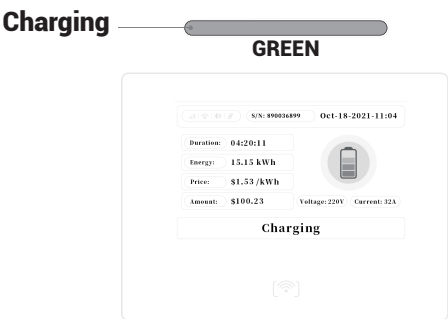 Charging
GREEN
S/N: 890036899 Oct-18-2021-11:04
Duration: 04:20:11
Energy: 15.15 kWh
Price: $1.53/kWh
Amount: $100.23 Voltage: 220V Current: 32A
Charging